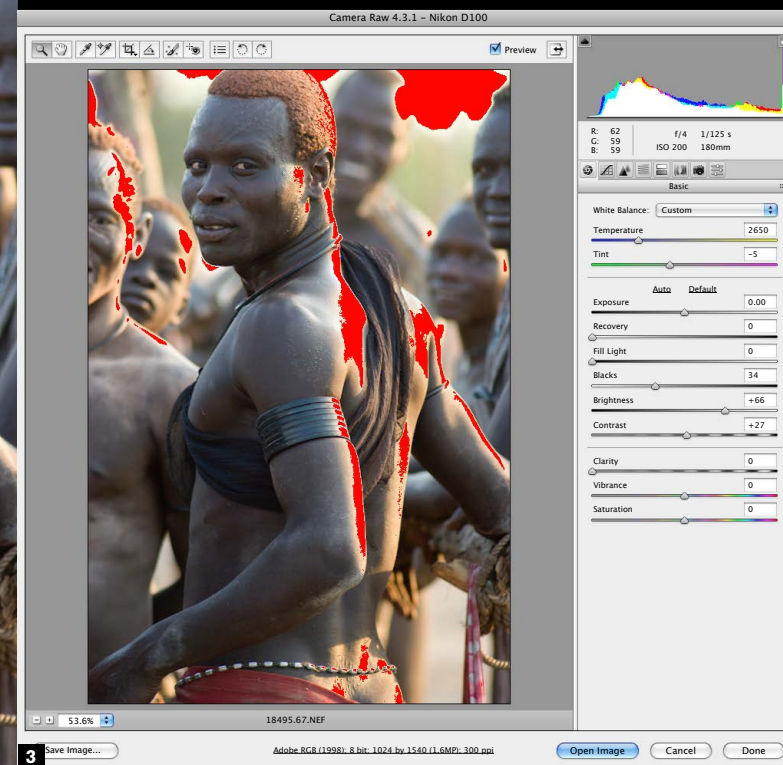 Camera Raw 4.3.1 – Nikon D100
Preview
R: 62
G: 59
B: 59
f/4 1/125 s
ISO 200 180mm
Basic
White Balance: Custom
Temperature 2650
Tint -5
Auto Default
Exposure 0.00
Recovery 0
Fill Light 0
Blacks 34
Brightness +66
Contrast +27
Clarity 0
Vibrance 0
Saturation 0
53.6% 18495.67.NEF
3 Save Image... Adobe RGB (1998); 8 bit; 1024 by 1540 (1.6MP); 300 ppi Open Image Cancel Done